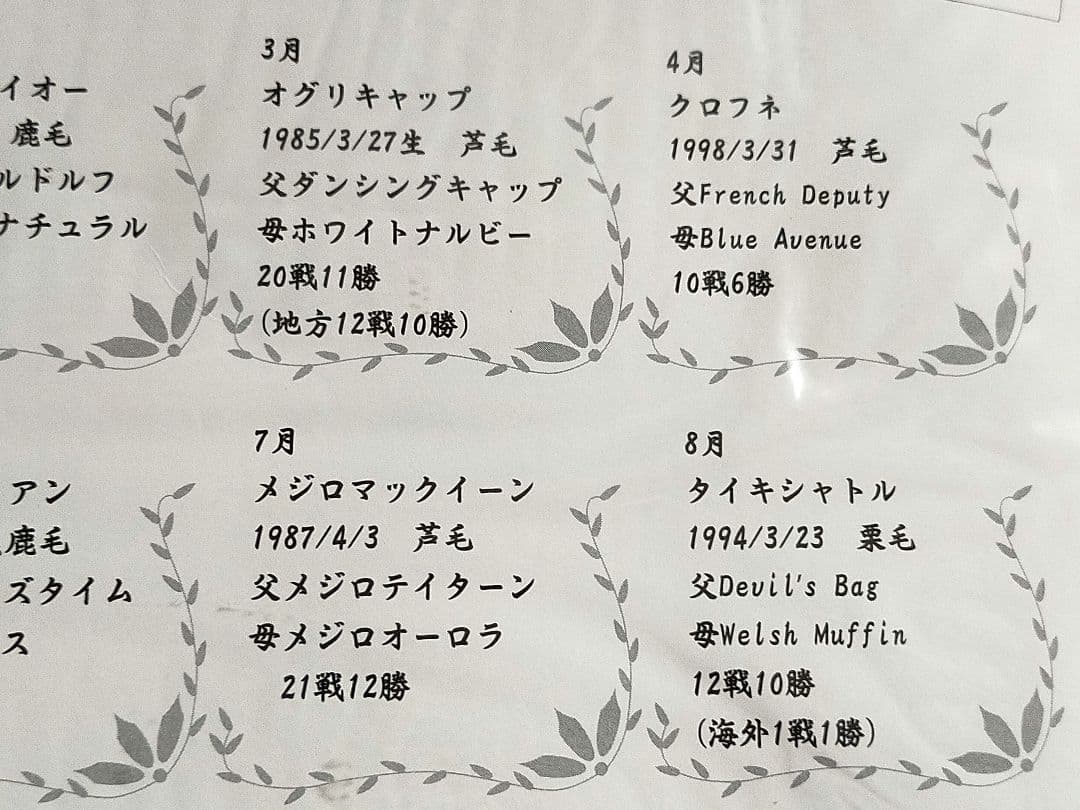 イオー
鹿毛
ルドルフ
ナチュラル
3月
オグリキャップ
1985/3/27生　芦毛
父ダンシングキャップ
母ホワイトナルビー
20戦11勝
(地方12戦10勝)
4月
クロフネ
1998/3/31　芦毛
父French Deputy
母Blue Avenue
10戦6勝
アン
鹿毛
ズタイム
ス
7月
メジロマックイーン
1987/4/3　芦毛
父メジロテイターン
母メジロオーロラ
21戦12勝
8月
タイキシャトル
1994/3/23　栗毛
父Devil's Bag
母Welsh Muffin
12戦10勝
(海外1戦1勝)